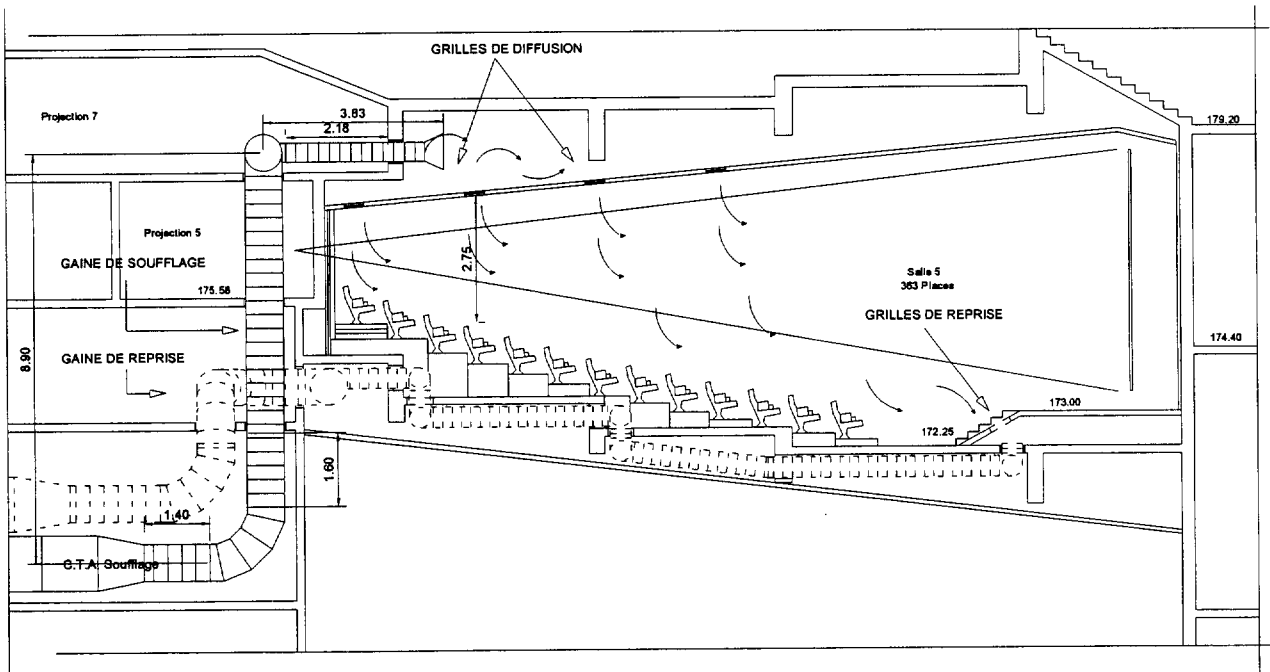 GRILLES DE DIFFUSION
Projection 7
3.83
2.18
179.20
Projection 5
GAINE DE SOUFFLAGE
2.75
Salle 5
363 Places
175.58
GRILLES DE REPRISE
174.40
8.90
GAINE DE REPRISE
173.00
172.25
1.60
1.40
C.T.A. Soufflage